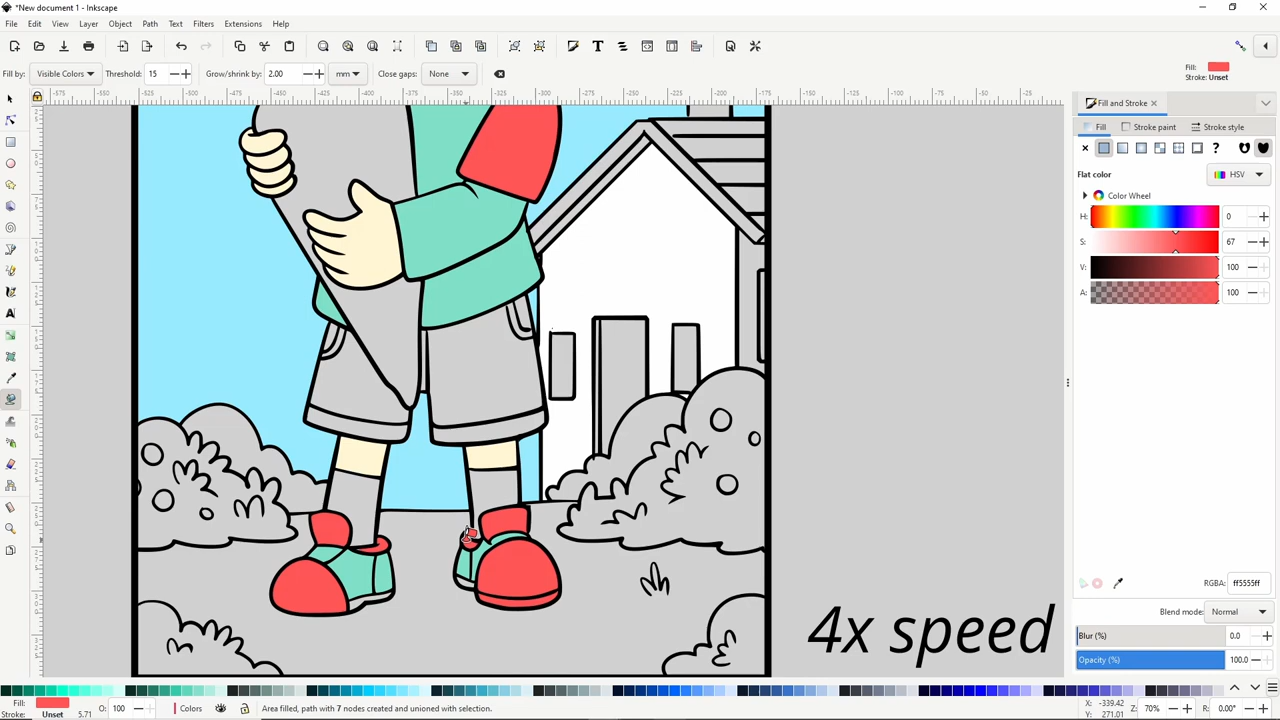 *New document 1 - Inkscape
File Edit View Layer Object Path Text Filters Extensions Help
Fill by: Visible Colors Threshold: 15 Grow/shrink by: 2.00 mm Close gaps: None
Fill:
Stroke: Unset
Fill and Stroke
Fill Stroke paint Stroke style
Flat color HSV
Color Wheel
H: 0
S: 67
V: 100
A: 100
4x speed
RGBA: ff5555ff
Blend mode: Normal
Blur (%) 0.0
Opacity (%) 100.0
Fill:
Stroke: Unset 5.71 O: 100 Colors Area filled, path with 7 nodes created and unioned with selection. X: -339.42 Y: 271.01 Z: 70% R: 0.00°